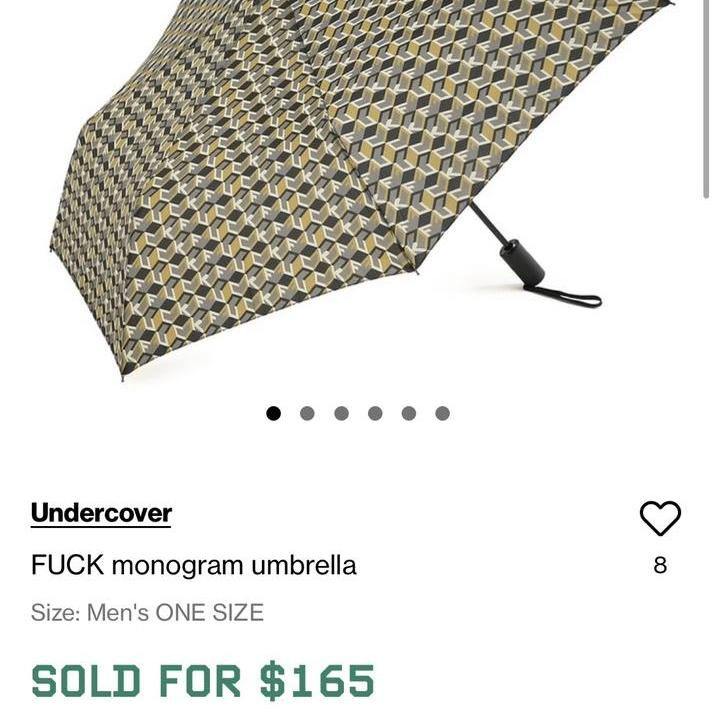 Undercover
FUCK monogram umbrella
8
Size: Men's ONE SIZE
SOLD FOR $165